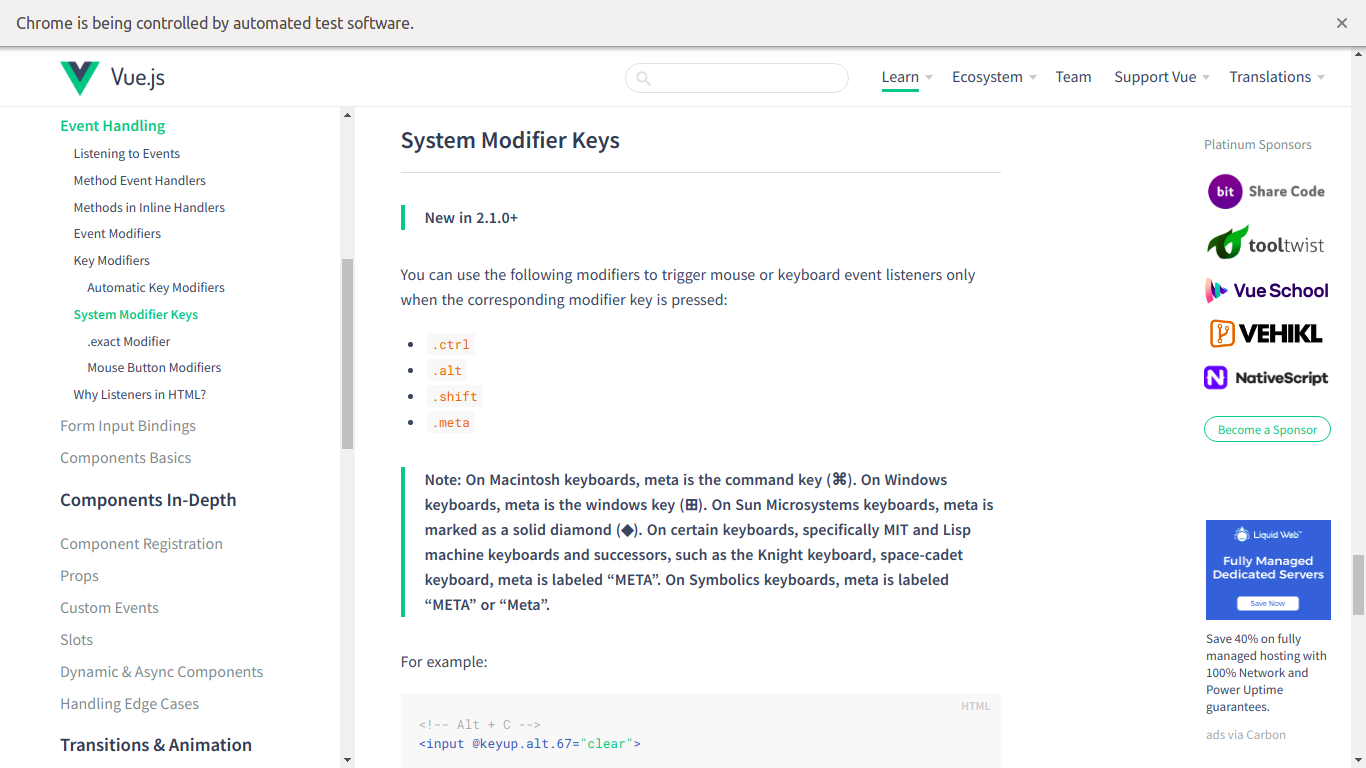 Chrome is being controlled by automated test software.
Vue.js
Learn
Ecosystem
Team
Support Vue
Translations
Event Handling
Listening to Events
Method Event Handlers
Methods in Inline Handlers
Event Modifiers
Key Modifiers
Automatic Key Modifiers
System Modifier Keys
.exact Modifier
Mouse Button Modifiers
Why Listeners in HTML?
Form Input Bindings
Components Basics
Components In-Depth
Component Registration
Props
Custom Events
Slots
Dynamic & Async Components
Handling Edge Cases
Transitions & Animation
System Modifier Keys
New in 2.1.0+
You can use the following modifiers to trigger mouse or keyboard event listeners only
when the corresponding modifier key is pressed:
.ctrl
.alt
.shift
.meta
Note: On Macintosh keyboards, meta is the command key (⌘). On Windows
keyboards, meta is the windows key (⊞). On Sun Microsystems keyboards, meta is
marked as a solid diamond (◆). On certain keyboards, specifically MIT and Lisp
machine keyboards and successors, such as the Knight keyboard, space-cadet
keyboard, meta is labeled “META”. On Symbolics keyboards, meta is labeled
“META” or “Meta”.
For example:
HTML
<!-- Alt + C -->
<input @keyup.alt.67="clear">
Platinum Sponsors
bit Share Code
tooltwist
Vue School
VEHIKL
NativeScript
Become a Sponsor
Liquid Web™
Fully Managed
Dedicated Servers
Save Now
Save 40% on fully
managed hosting with
100% Network and
Power Uptime
guarantees.
ads via Carbon